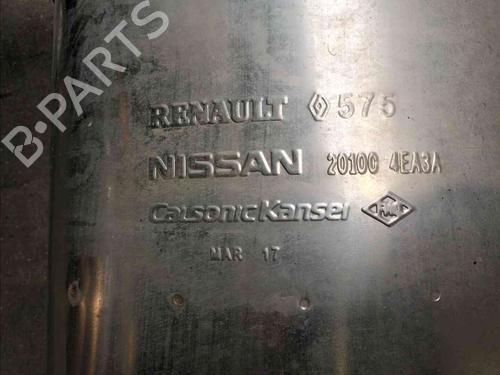 B-PARTS
RENAULT 575
NISSAN 20100 4EA3A
CalsonicKansei
MAR 17